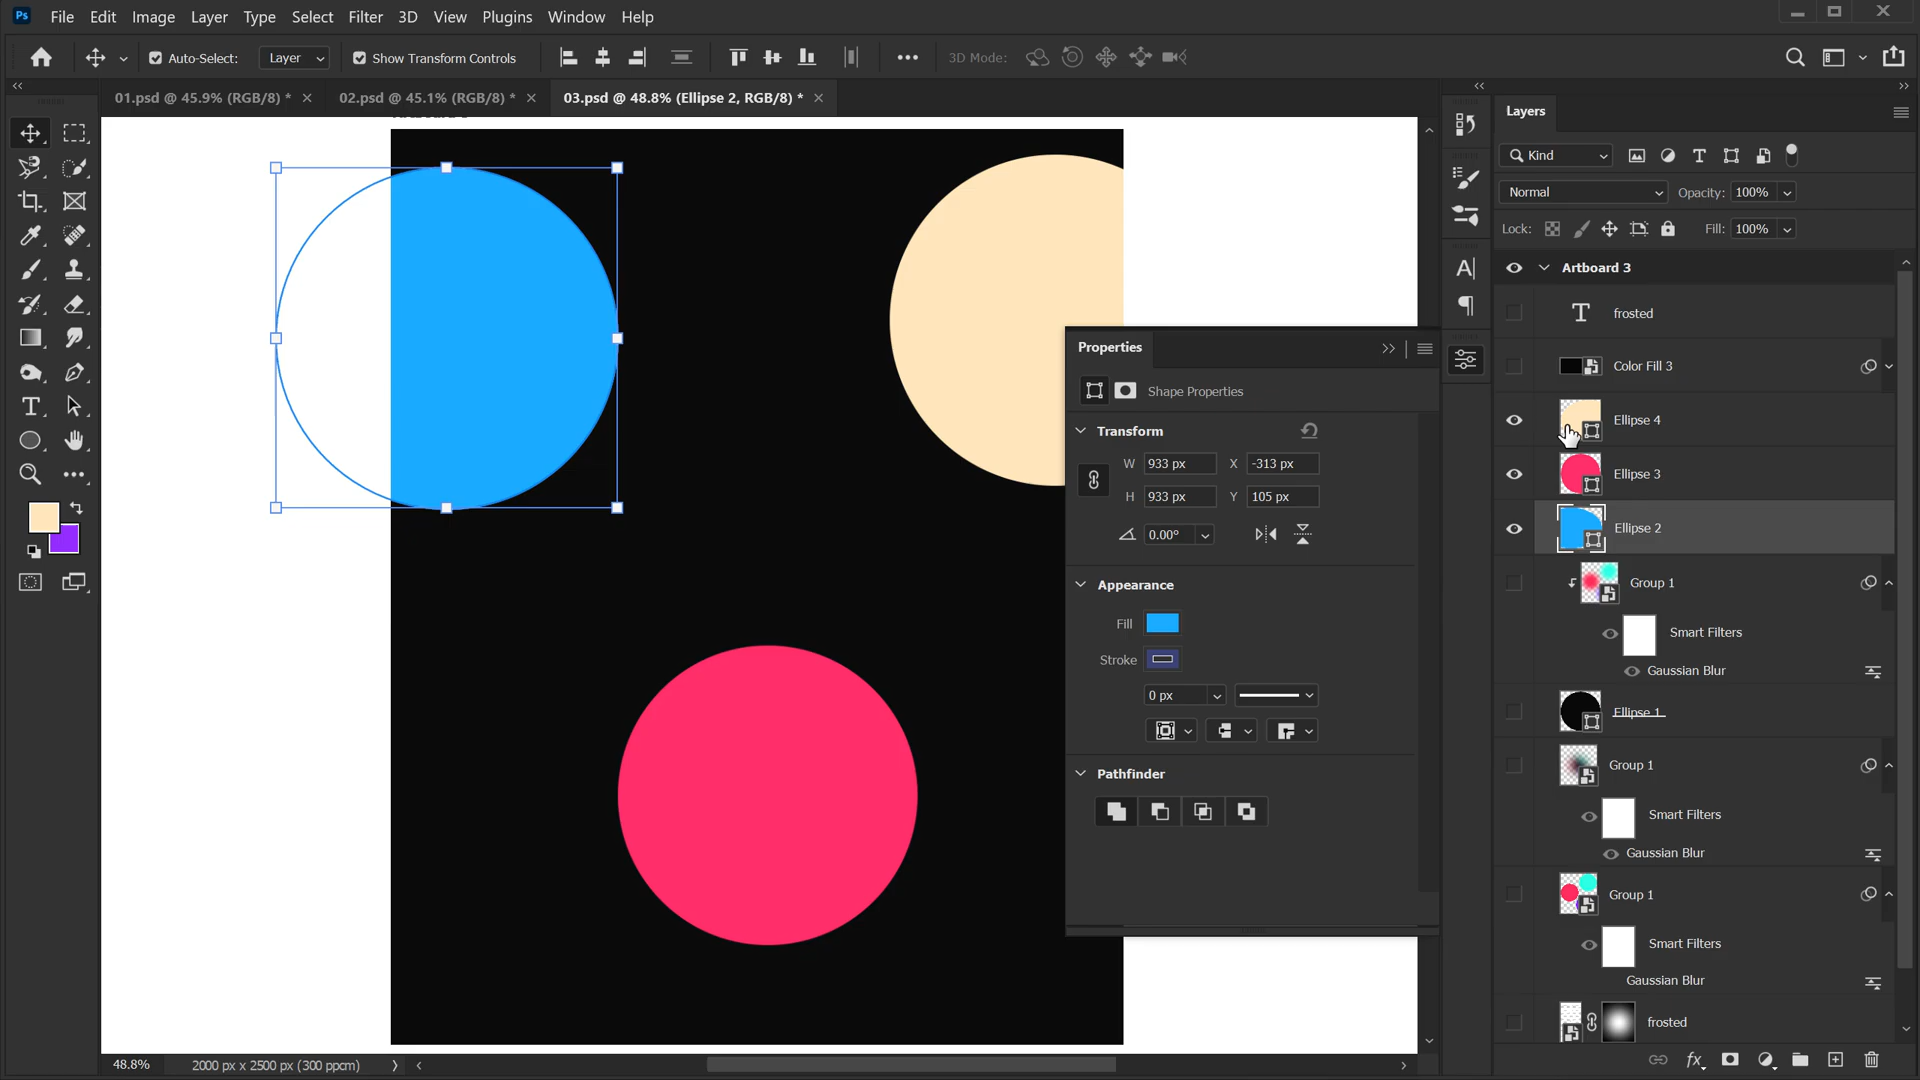 Ps File Edit Image Layer Type Select Filter 3D View Plugins Window Help
Auto-Select: Layer Show Transform Controls 3D Mode:
01.psd @ 45.9% (RGB/8) * 02.psd @ 45.1% (RGB/8) * 03.psd @ 48.8% (Ellipse 2, RGB/8) *
Layers
Kind
Normal Opacity: 100%
Lock: Fill: 100%
Artboard 3
frosted
Color Fill 3
Ellipse 4
Ellipse 3
Ellipse 2
Group 1
Smart Filters
Gaussian Blur
Ellipse 1
Group 1
Smart Filters
Gaussian Blur
Group 1
Smart Filters
Gaussian Blur
frosted
Properties
Shape Properties
Transform
W 933 px X -313 px
H 933 px Y 105 px
0.00°
Appearance
Fill
Stroke
0 px
Pathfinder
48.8% 2000 px x 2500 px (300 ppcm)